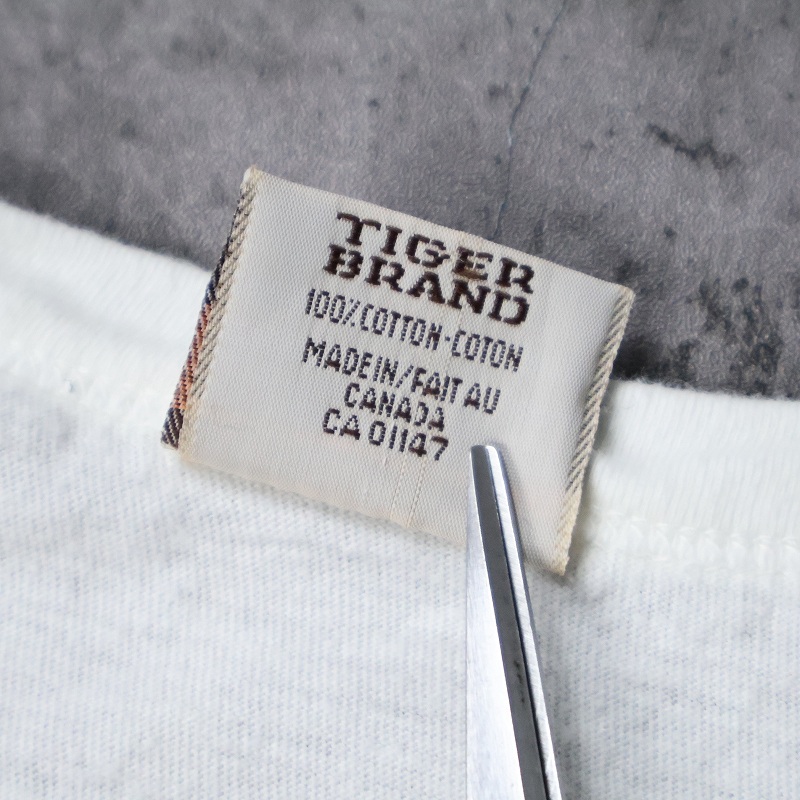 TIGER
BRAND
100% COTTON-COTON
MADE IN/FAIT AU
CANADA
CA 01147